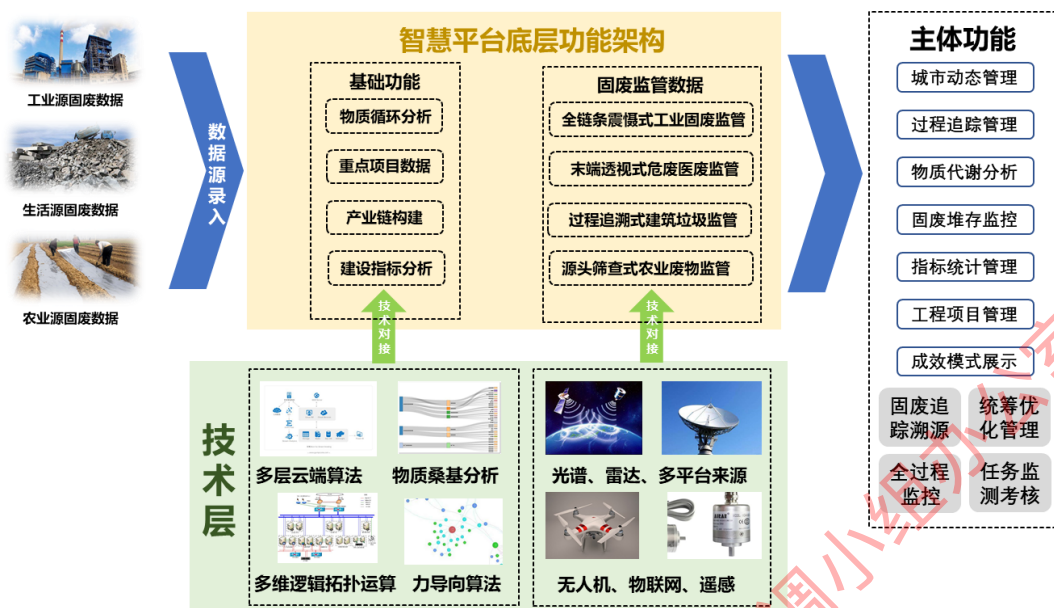 工业源固废数据
生活源固废数据
农业源固废数据
数据源录入
智慧平台底层功能架构
基础功能
物质循环分析
重点项目数据
产业链构建
建设指标分析
固废监管数据
全链条震慑式工业固废监管
末端透视式危废医废监管
过程追溯式建筑垃圾监管
源头筛查式农业废物监管
技术对接
技术对接
技术层
多层云端算法
物质桑基分析
多维逻辑拓扑运算
力导向算法
光谱、雷达、多平台来源
无人机、物联网、遥感
主体功能
城市动态管理
过程追踪管理
物质代谢分析
固废堆存监控
指标统计管理
工程项目管理
成效模式展示
固废追
踪溯源
统筹优
化管理
全过程
监控
任务监
测考核
小组办公室